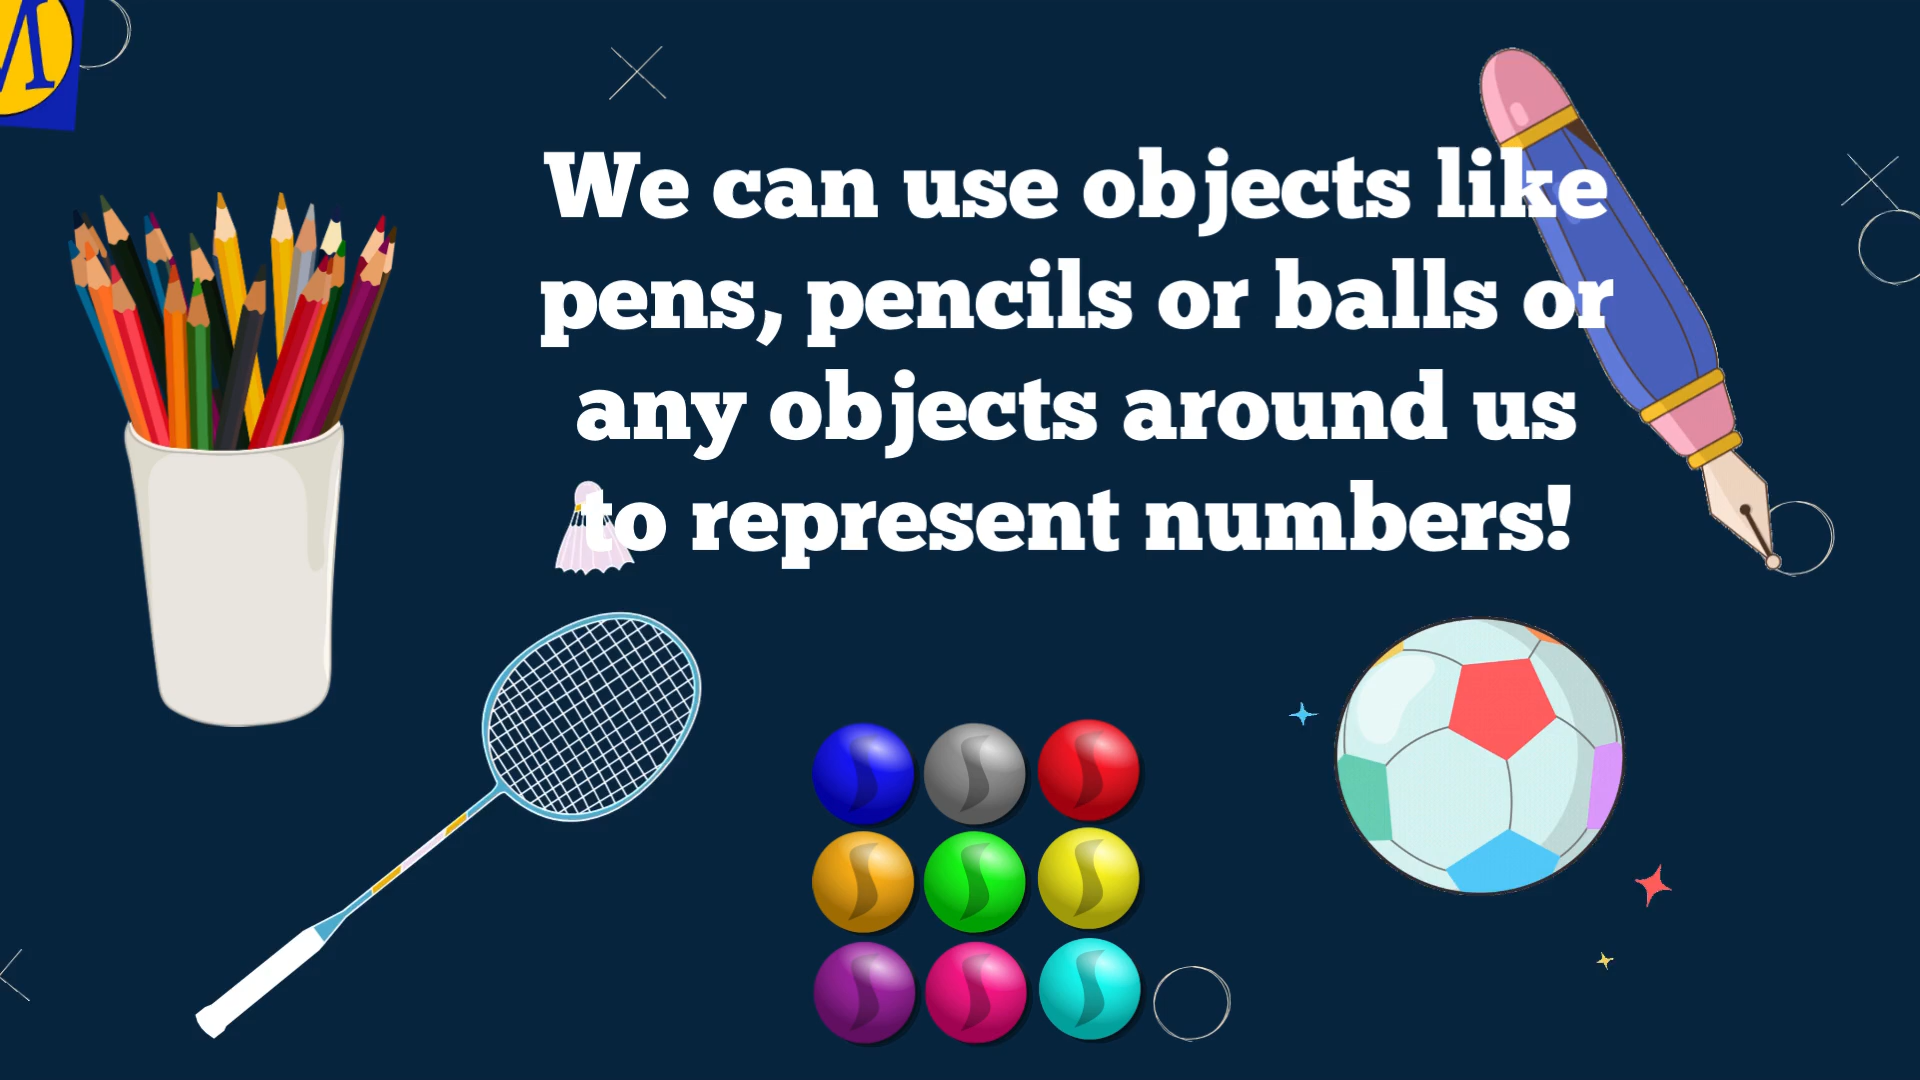 We can use objects like
pens, pencils or balls or
any objects around us
to represent numbers!